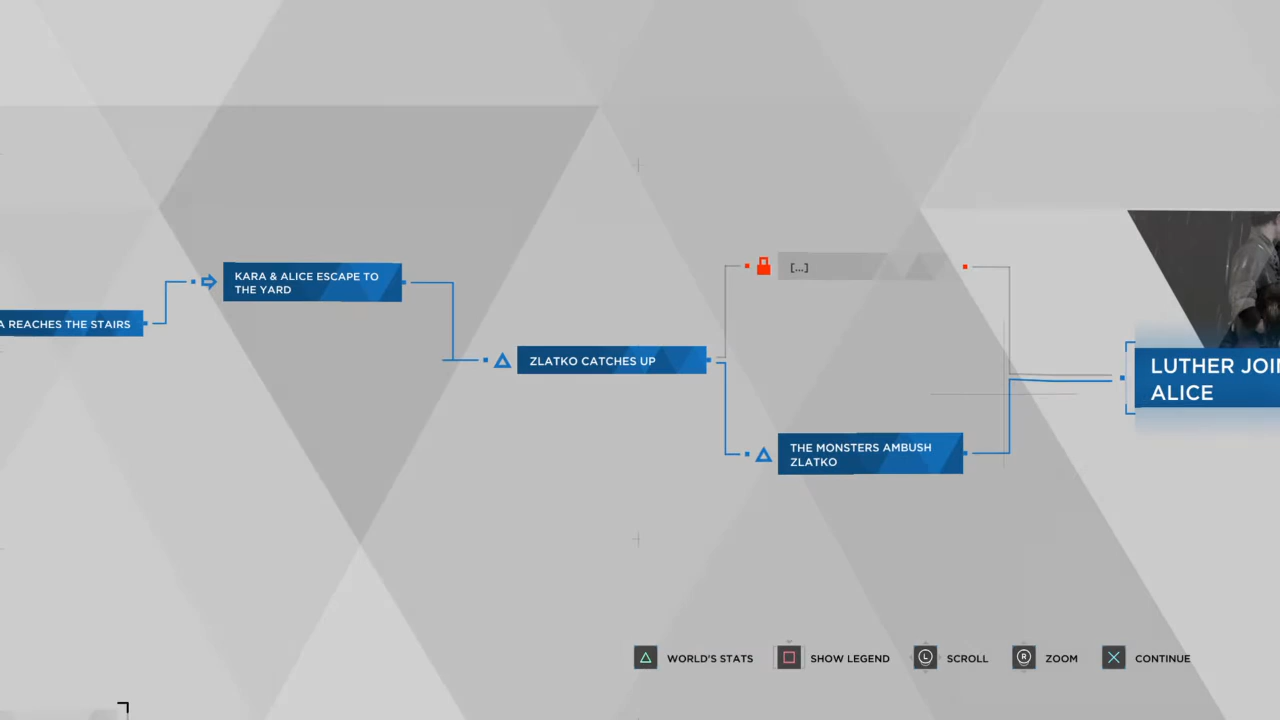 KARA & ALICE ESCAPE TO
THE YARD
A REACHES THE STAIRS
[...]
ZLATKO CATCHES UP
LUTHER JOI
ALICE
THE MONSTERS AMBUSH
ZLATKO
WORLD'S STATS
SHOW LEGEND
L
SCROLL
R
ZOOM
CONTINUE